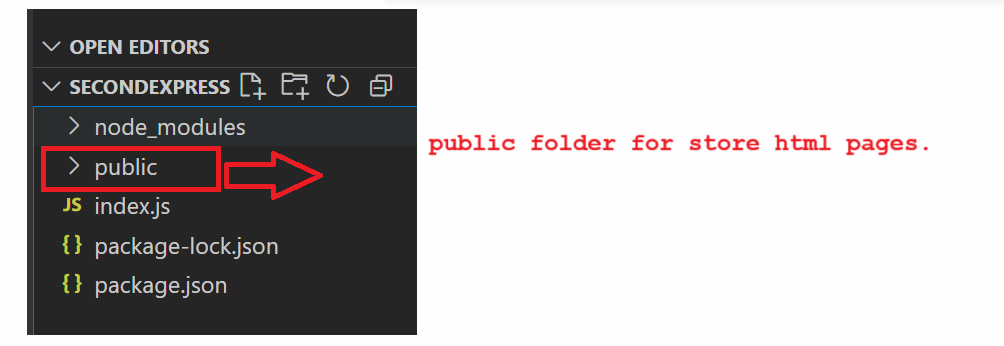 OPEN EDITORS
SECONDEXPRESS
node_modules
public
public folder for store html pages.
JS index.js
{} package-lock.json
{} package.json